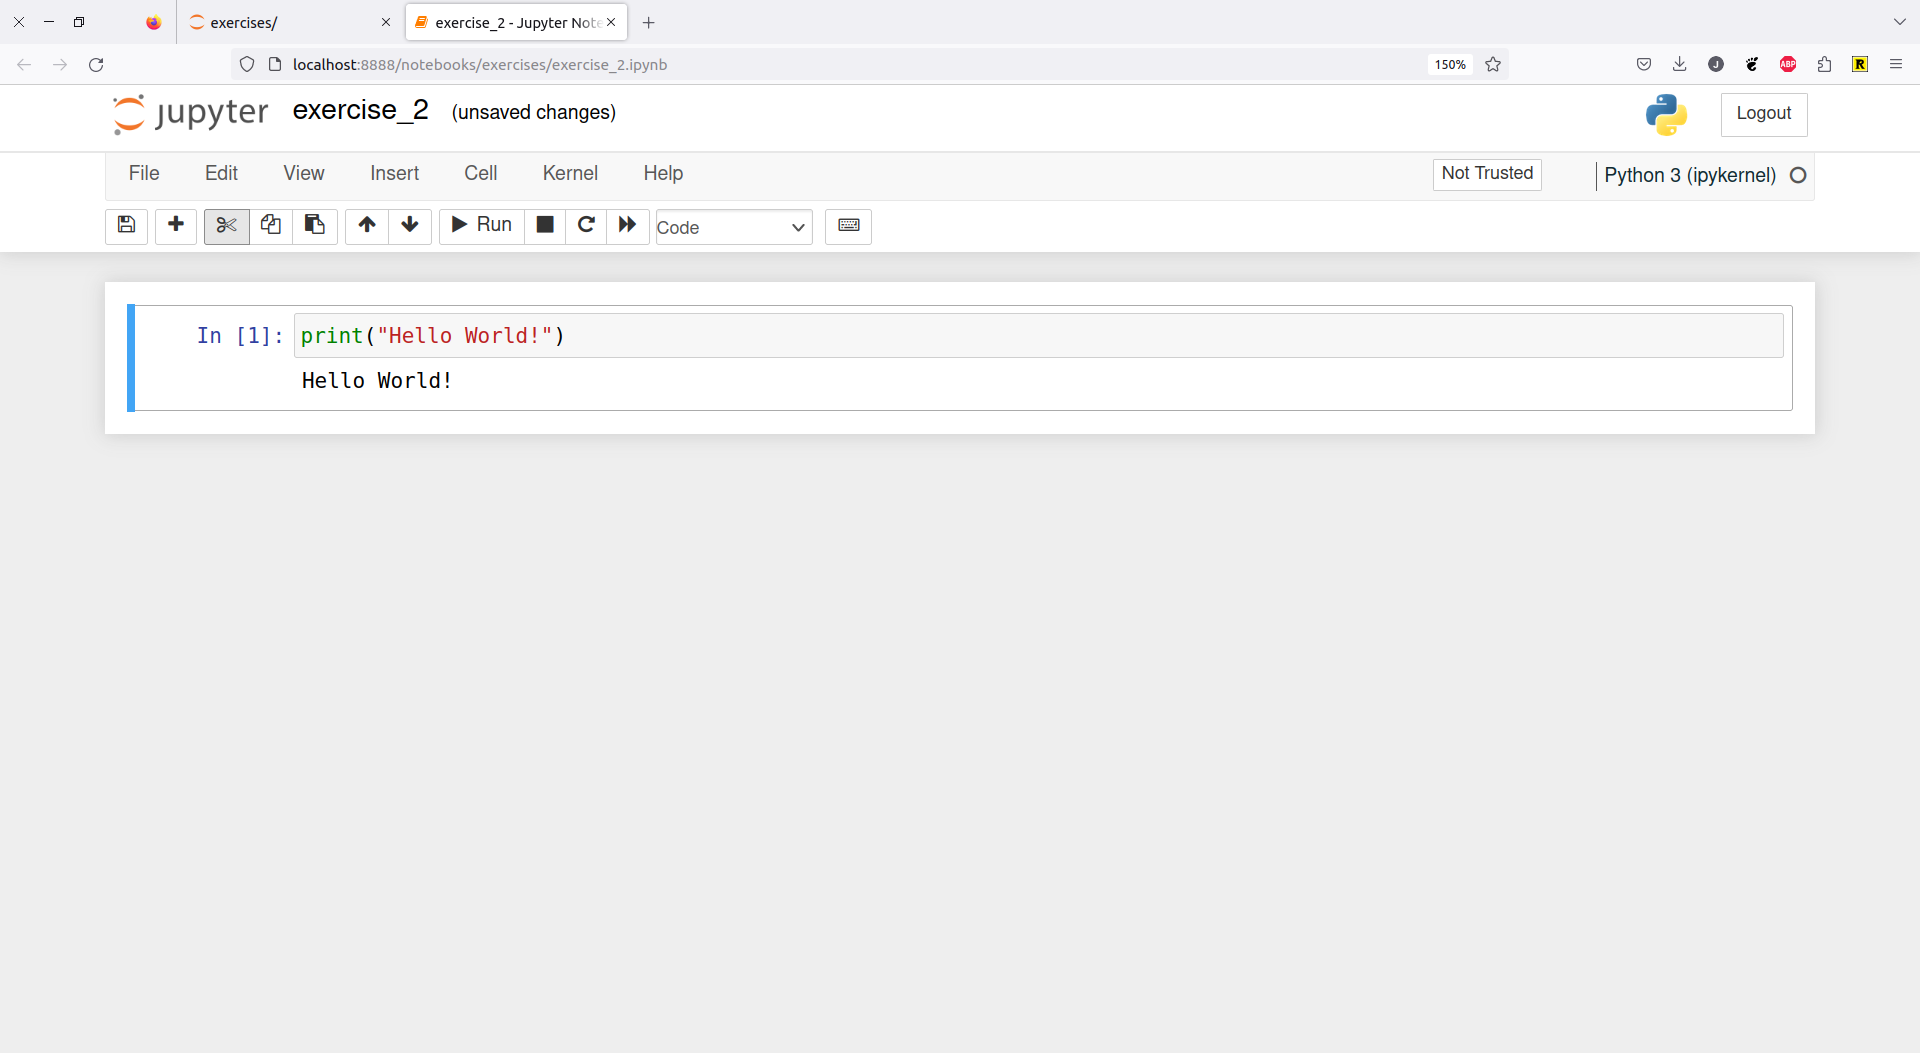 exercises/
exercise_2 - Jupyter Note
localhost:8888/notebooks/exercises/exercise_2.ipynb
150%
J
ABP
R
jupyter exercise_2 (unsaved changes)
Logout
File Edit View Insert Cell Kernel Help
Not Trusted
Python 3 (ipykernel)
Run
Code
In [1]: print("Hello World!")
Hello World!